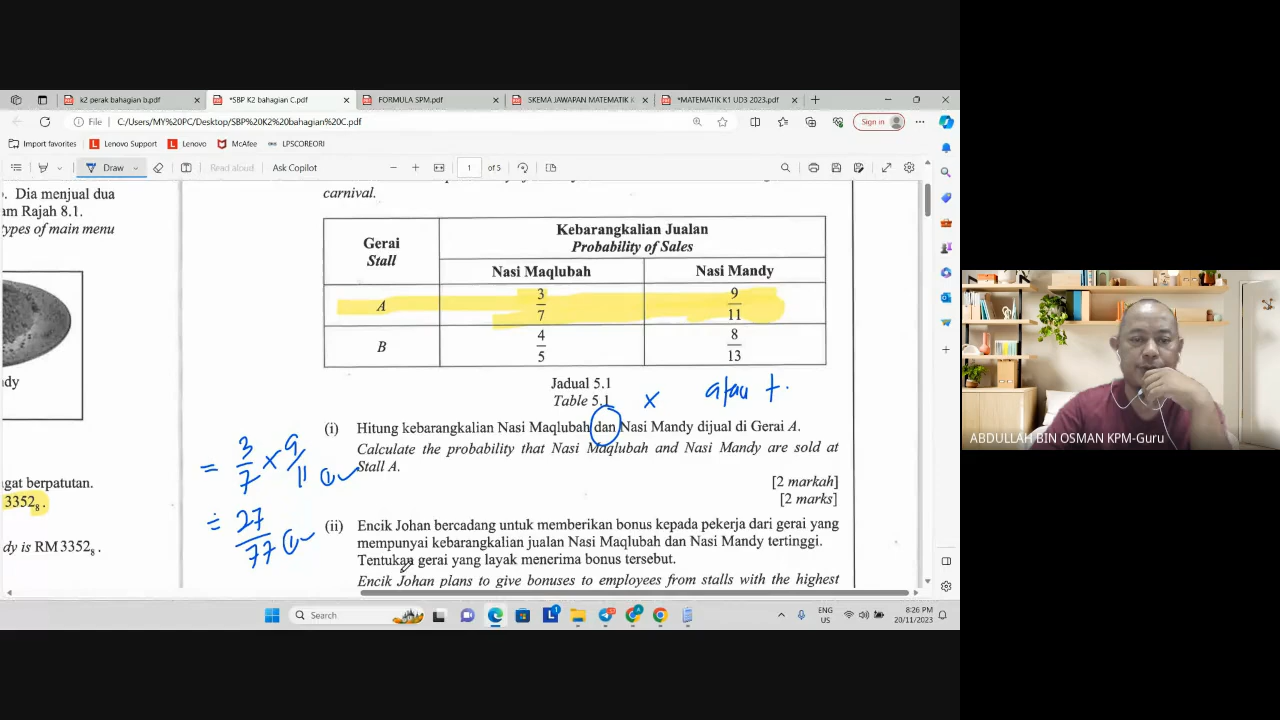 k2 perak bahagian b.pdf
*SBP K2 bahagian C.pdf
FORMULA SPM.pdf
SKEMA JAWAPAN MATEMATIK K
*MATEMATIK K1 UD3 2023.pdf
File
C:/Users/MY%20PC/Desktop/SBP%20K2%20bahagian%20C.pdf
Sign in
Import favorites
Lenovo Support
Lenovo
McAfee
LPSCOREORI
Draw
1 of 5
Read aloud
Ask Copilot
. Dia menjual dua
am Rajah 8.1.
types of main menu
ndy
gat berpatutan.
3352₈.
dy is RM 3352₈.
carnival.
Gerai
Stall
Kebarangkalian Jualan
Probability of Sales
Nasi Maqlubah
Nasi Mandy
A
3/7
9/11
B
4/5
8/13
Jadual 5.1
Table 5.1
x
atau +.
(i) Hitung kebarangkalian Nasi Maqlubah dan Nasi Mandy dijual di Gerai A.
Calculate the probability that Nasi Maqlubah and Nasi Mandy are sold at
Stall A.
[2 markah]
[2 marks]
= 3/7 × 9/11 ① ✓
= 27/77 ① ✓
(ii) Encik Johan bercadang untuk memberikan bonus kepada pekerja dari gerai yang
mempunyai kebarangkalian jualan Nasi Maqlubah dan Nasi Mandy tertinggi.
Tentukan gerai yang layak menerima bonus tersebut.
Encik Johan plans to give bonuses to employees from stalls with the highest
Search
ENG
US
8:26 PM
20/11/2023
ABDULLAH BIN OSMAN KPM-Guru